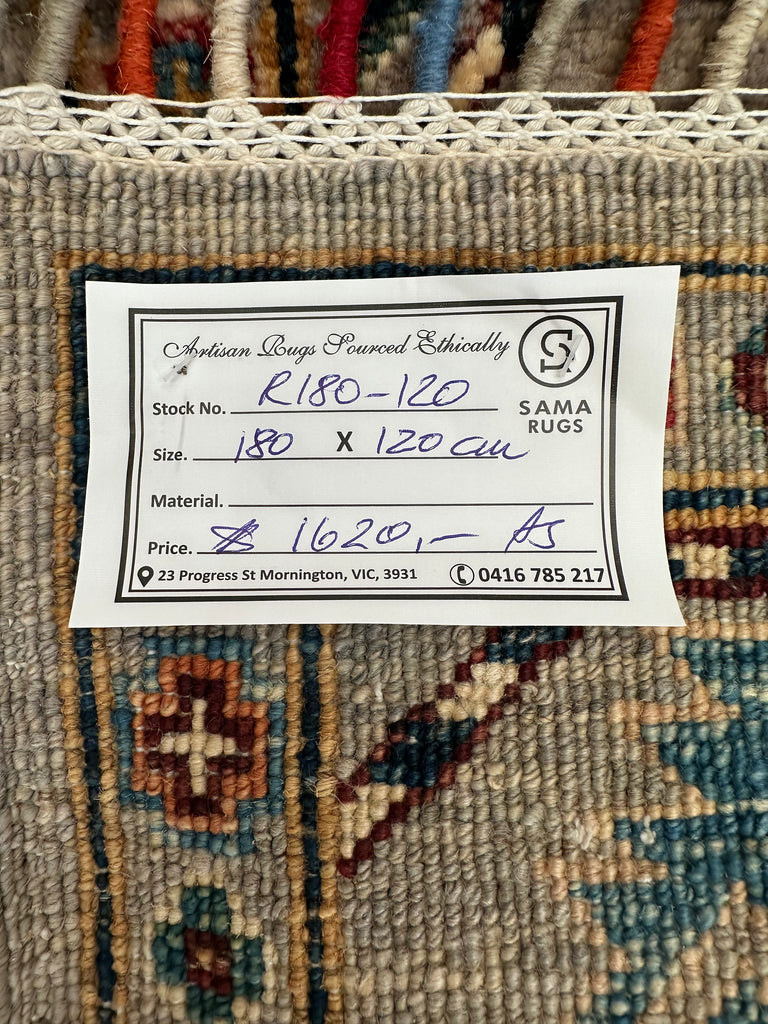 Artisan Rugs Sourced Ethically
S
Stock No. R180-120
SAMA
RUGS
Size. 180 X 120 cm
Material.
Price. $ 1620,-
23 Progress St Mornington, VIC, 3931 0416 785 217